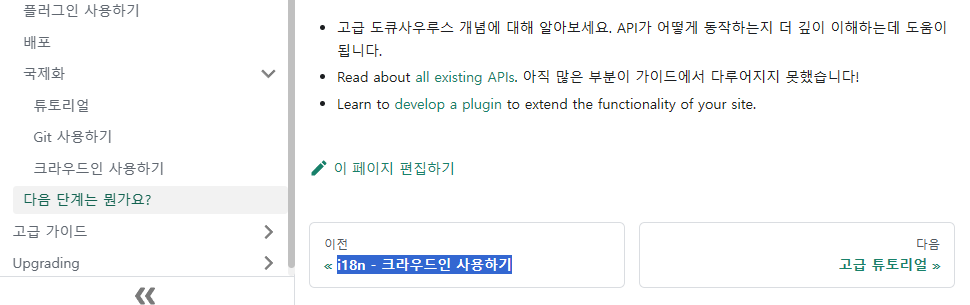 플러그인 사용하기
배포
국제화
튜토리얼
Git 사용하기
크라우드인 사용하기
다음 단계는 뭔가요?
고급 가이드
Upgrading
고급 도큐사우루스 개념에 대해 알아보세요. API가 어떻게 동작하는지 더 깊이 이해하는데 도움이
됩니다.
Read about all existing APIs. 아직 많은 부분이 가이드에서 다루어지지 못했습니다!
Learn to develop a plugin to extend the functionality of your site.
이 페이지 편집하기
이전
« i18n - 크라우드인 사용하기
다음
고급 튜토리얼 »